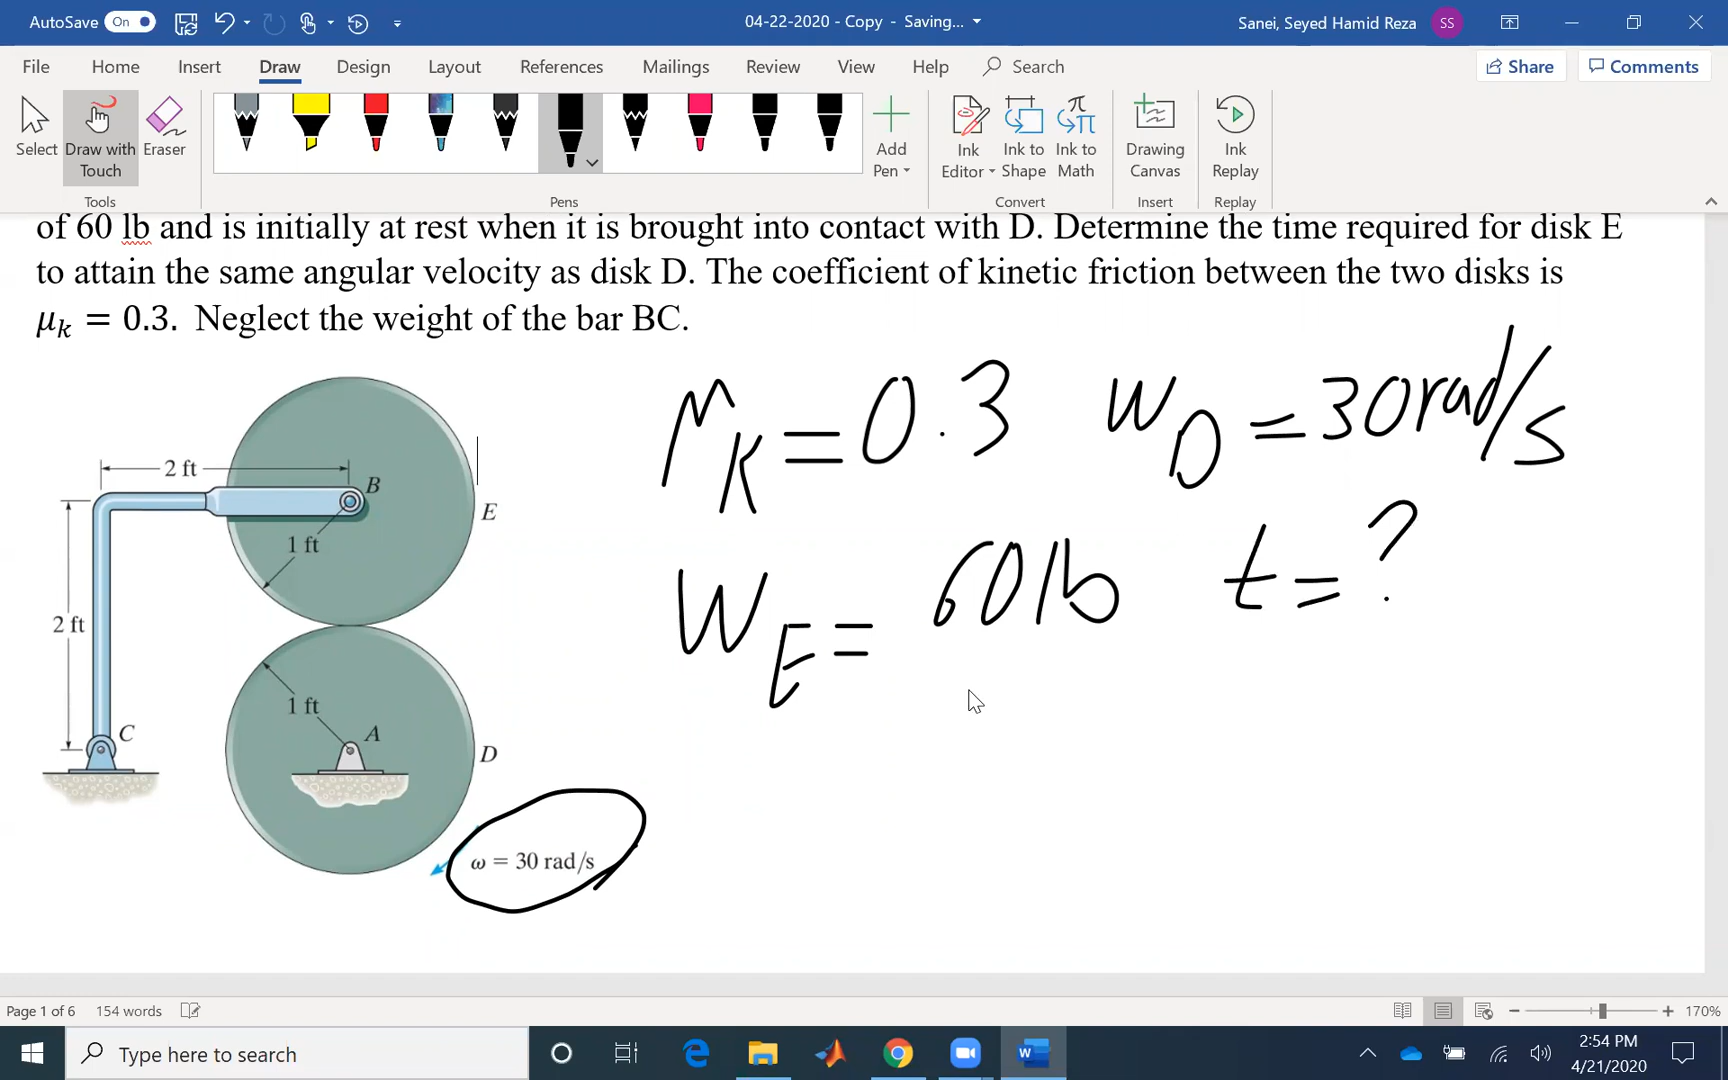 AutoSave On 04-22-2020 - Copy - Saving... Sanei, Seyed Hamid Reza SS
File Home Insert Draw Design Layout References Mailings Review View Help Search Share Comments
Select Draw with Touch Eraser Add Pen Ink Editor Ink to Shape Ink to Math Drawing Canvas Ink Replay
Tools Pens Convert Insert Replay
of 60 lb and is initially at rest when it is brought into contact with D. Determine the time required for disk E
to attain the same angular velocity as disk D. The coefficient of kinetic friction between the two disks is
μk = 0.3. Neglect the weight of the bar BC.
μK = 0.3 WD = 30 rad/s
2 ft B
E
1 ft
WE = 60 lb t = ?
2 ft
1 ft
C A
D
ω = 30 rad/s
Page 1 of 6 154 words 170%
Type here to search 2:54 PM
4/21/2020